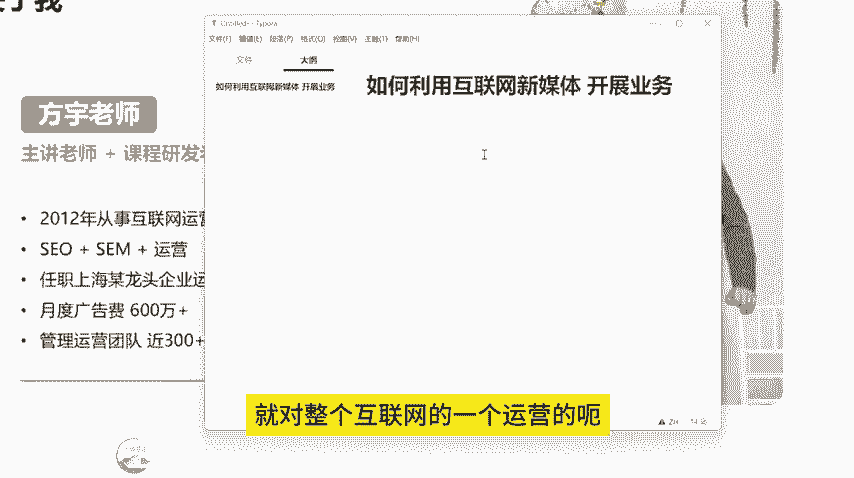 方宇老师
主讲老师 + 课程研发
2012年从事互联网运营
SEO + SEM + 运营
任职上海某龙头企业运
月度广告费 600万+
管理运营团队 近300+
Typora
文件(F) 编辑(E) 段落(P) 格式(O) 视图(V) 主题(T) 帮助(H)
文件 大纲
如何利用互联网新媒体 开展业务
如何利用互联网新媒体 开展业务
就对整个互联网的一个运营的呃